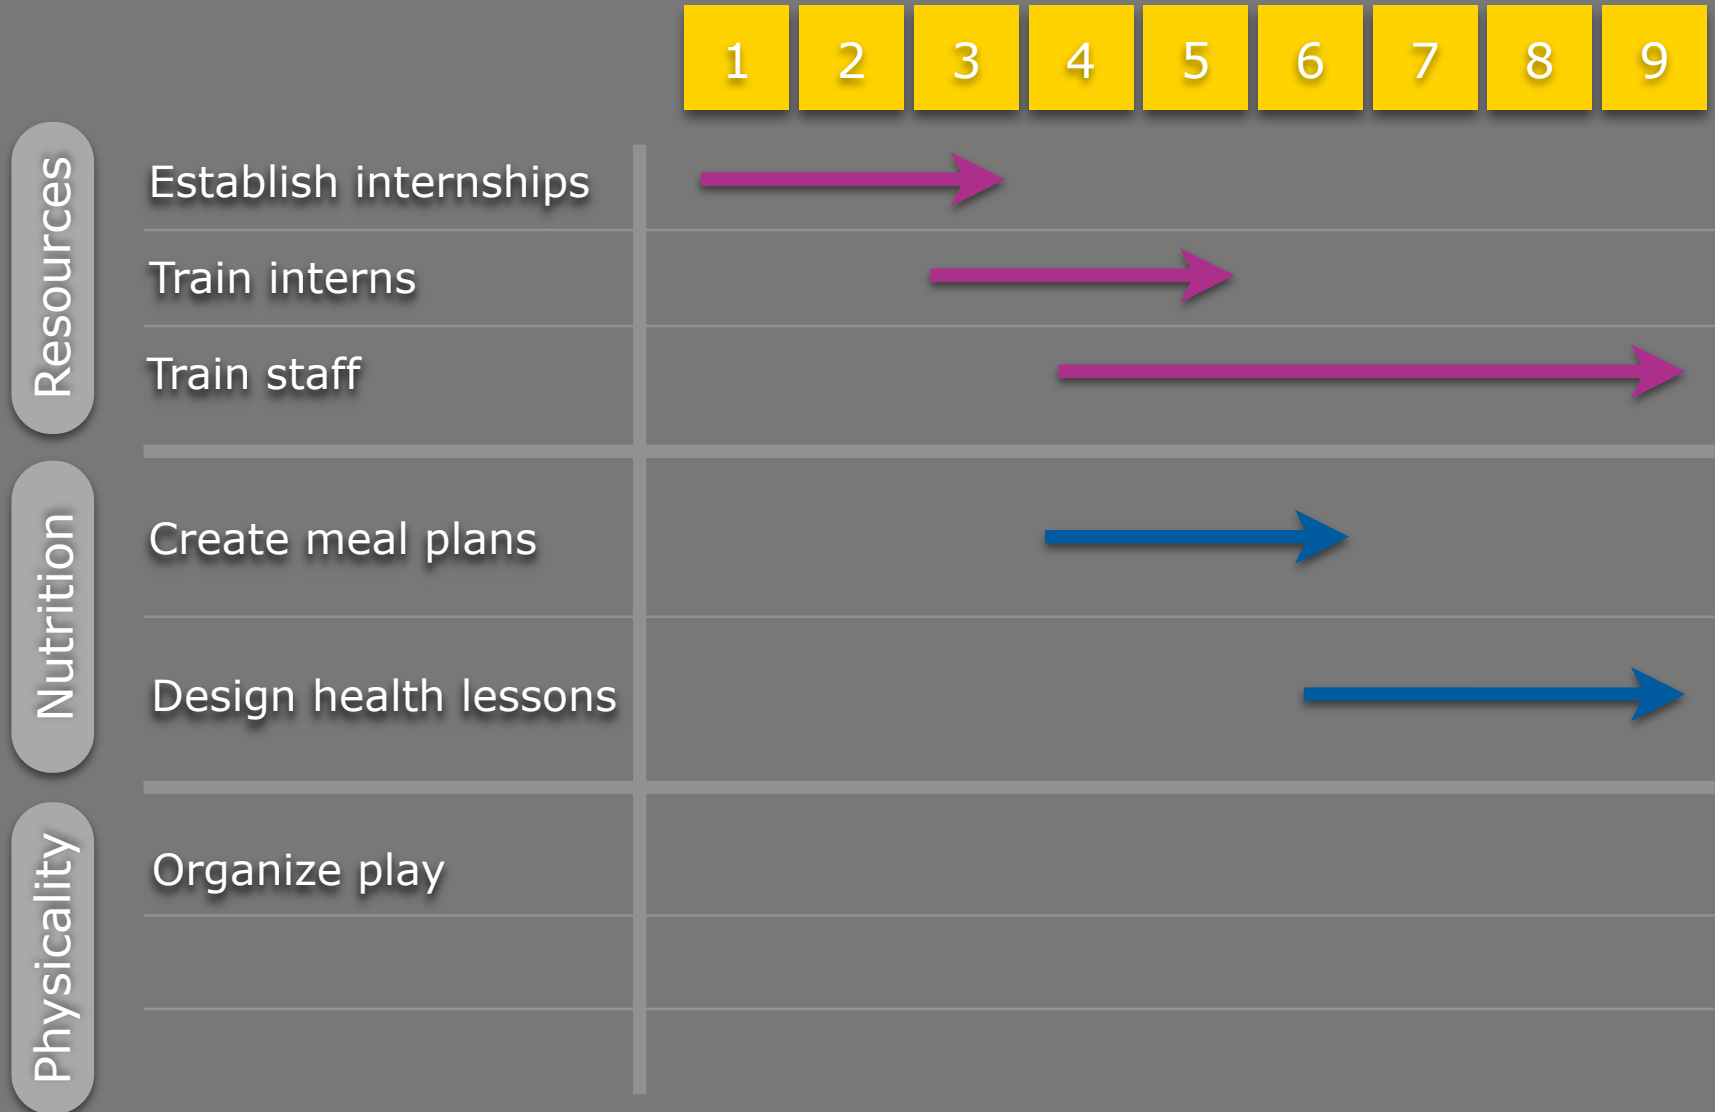 1 2 3 4 5 6 7 8 9
Resources
Establish internships
Train interns
Train staff
Nutrition
Create meal plans
Design health lessons
Physicality
Organize play